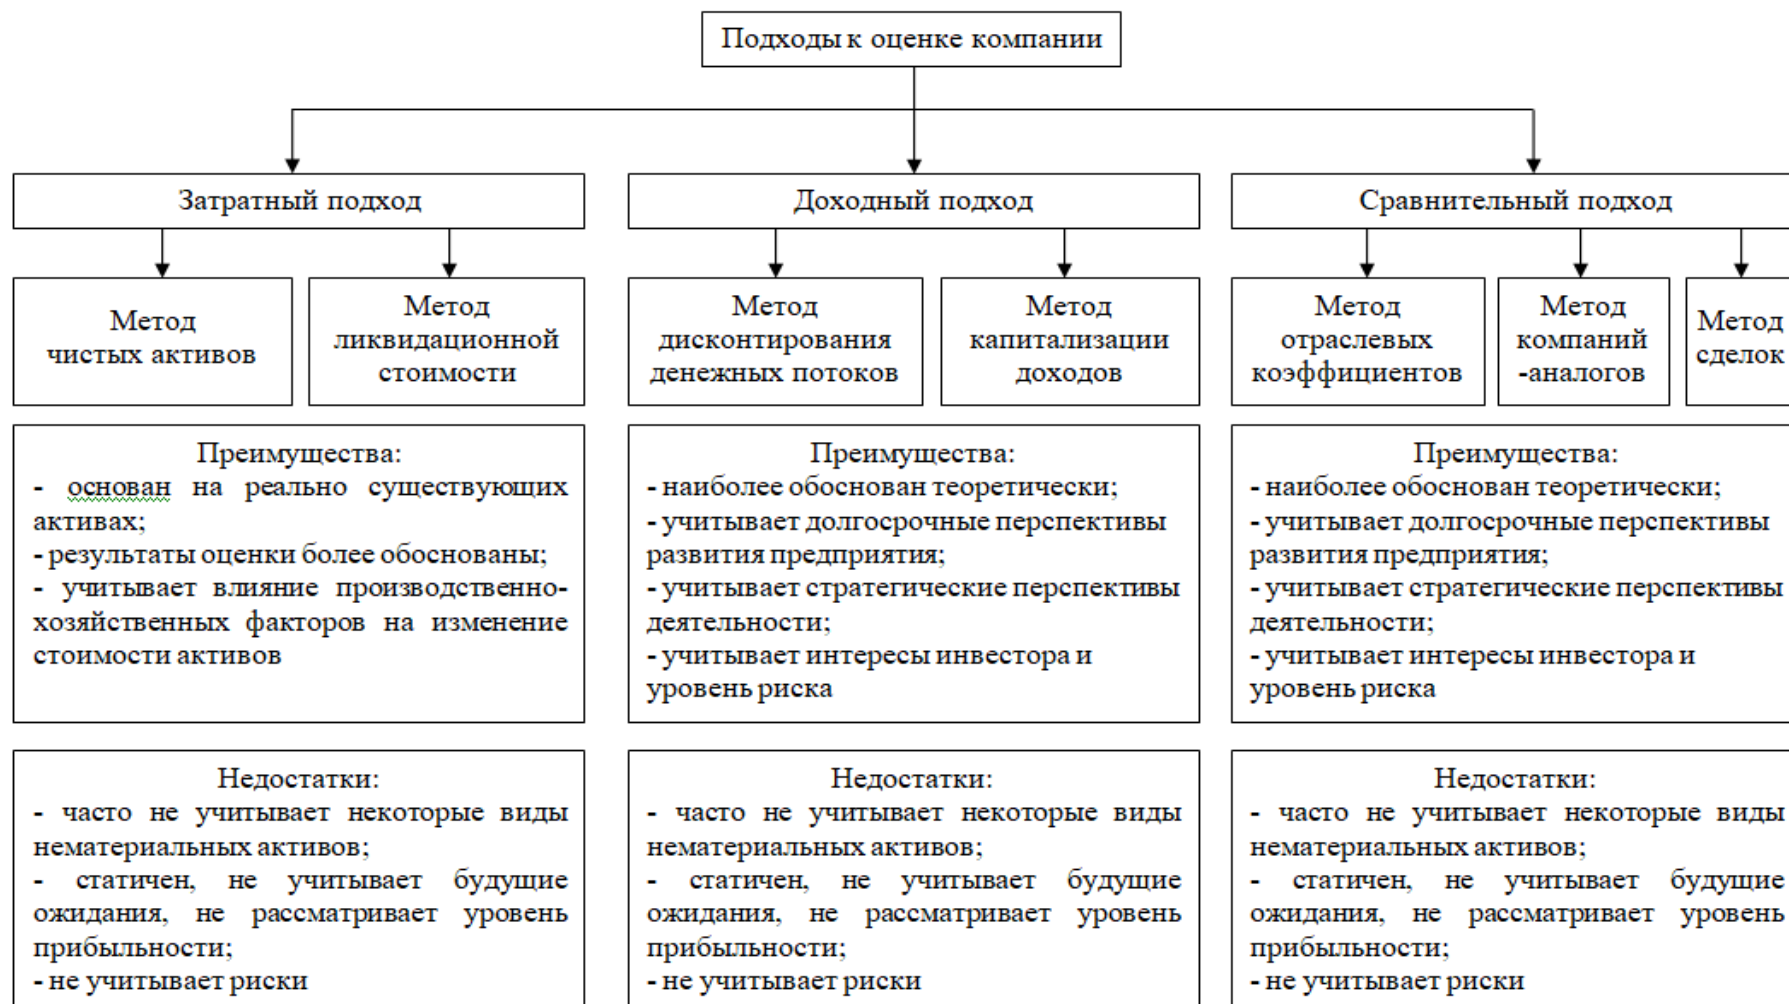 Подходы к оценке компании
Затратный подход
Доходный подход
Сравнительный подход
Метод
чистых активов
Метод
ликвидационной
стоимости
Метод
дисконтирования
денежных потоков
Метод
капитализации
доходов
Метод
отраслевых
коэффициентов
Метод
компаний
-аналогов
Метод
сделок
Преимущества:
- основан на реально существующих
активах;
- результаты оценки более обоснованы;
- учитывает влияние производственно-
хозяйственных факторов на изменение
стоимости активов
Преимущества:
- наиболее обоснован теоретически;
- учитывает долгосрочные перспективы
развития предприятия;
- учитывает стратегические перспективы
деятельности;
- учитывает интересы инвестора и
уровень риска
Преимущества:
- наиболее обоснован теоретически;
- учитывает долгосрочные перспективы
развития предприятия;
- учитывает стратегические перспективы
деятельности;
- учитывает интересы инвестора и
уровень риска
Недостатки:
- часто не учитывает некоторые виды
нематериальных активов;
- статичен, не учитывает будущие
ожидания, не рассматривает уровень
прибыльности;
- не учитывает риски
Недостатки:
- часто не учитывает некоторые виды
нематериальных активов;
- статичен, не учитывает будущие
ожидания, не рассматривает уровень
прибыльности;
- не учитывает риски
Недостатки:
- часто не учитывает некоторые виды
нематериальных активов;
- статичен, не учитывает будущие
ожидания, не рассматривает уровень
прибыльности;
- не учитывает риски